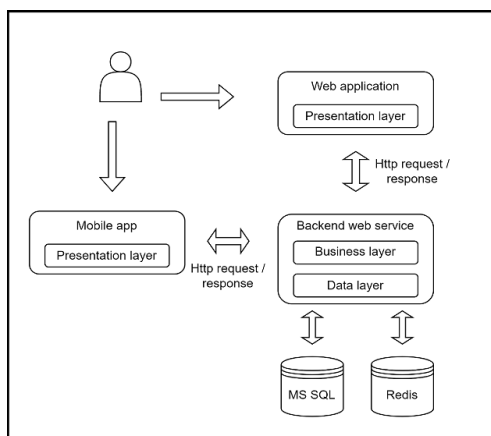 Web application
Presentation layer
Http request /
response
Mobile app
Presentation layer
Http request /
response
Backend web service
Business layer
Data layer
MS SQL
Redis